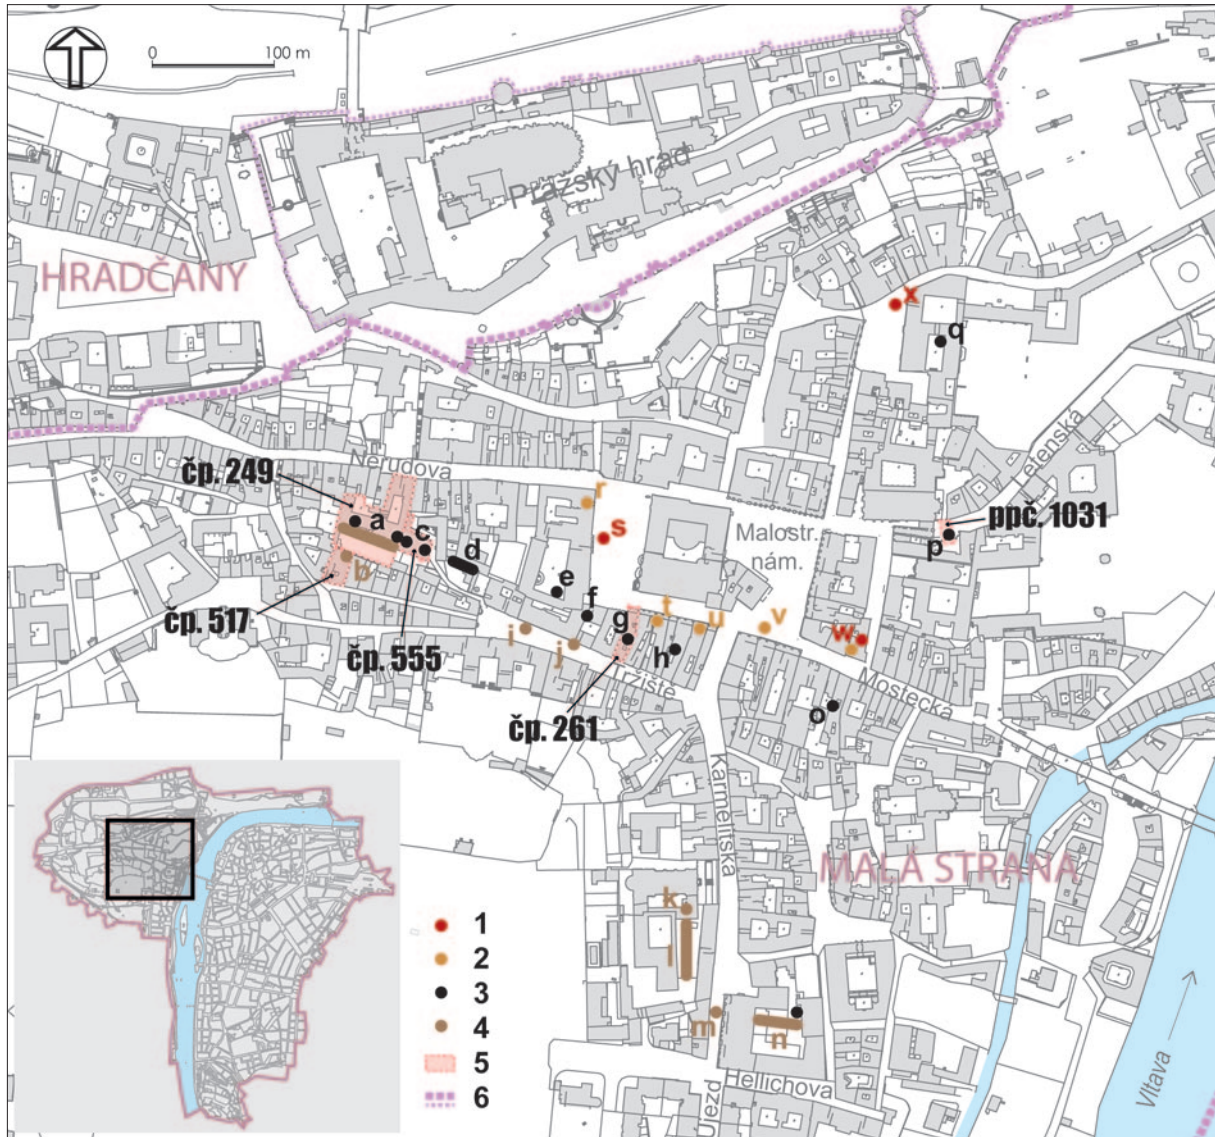 0 100 m
Pražský hrad
HRADČANY
x
q
Nerudova
Letenská
čp. 249
r
ppč. 1031
a
s
Malostr.
nám.
c
p
b
d
e
f
t
u
v
w
čp. 517
g
i
j
h
čp. 555
Tržiště
Mostecká
čp. 261
o
Karmelitská
MALÁ STRANA
k
l
m
n
Hellichova
Újezd
Vltava
1
2
3
4
5
6